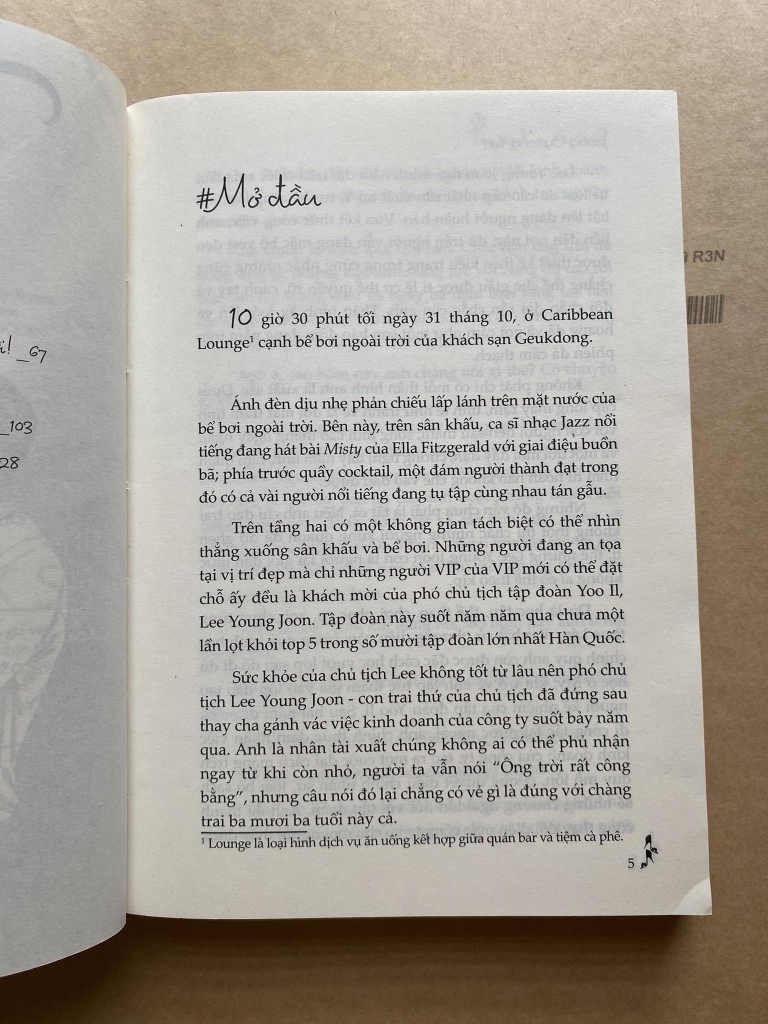 _67
_103
28
#Mở đầu
10 giờ 30 phút tối ngày 31 tháng 10, ở Caribbean
Lounge¹ cạnh bể bơi ngoài trời của khách sạn Geukdong.
Ánh đèn dịu nhẹ phản chiếu lấp lánh trên mặt nước của
bể bơi ngoài trời. Bên này, trên sân khấu, ca sĩ nhạc Jazz nổi
tiếng đang hát bài Misty của Ella Fitzgerald với giai điệu buồn
bã; phía trước quầy cocktail, một đám người thành đạt trong
đó có cả vài người nổi tiếng đang tụ tập cùng nhau tán gẫu.
Trên tầng hai có một không gian tách biệt có thể nhìn
thẳng xuống sân khấu và bể bơi. Những người đang an tọa
tại vị trí đẹp mà chỉ những người VIP của VIP mới có thể đặt
chỗ ấy đều là khách mời của phó chủ tịch tập đoàn Yoo Il,
Lee Young Joon. Tập đoàn này suốt năm năm qua chưa một
lần lọt khỏi top 5 trong số mười tập đoàn lớn nhất Hàn Quốc.
Sức khỏe của chủ tịch Lee không tốt từ lâu nên phó chủ
tịch Lee Young Joon - con trai thứ của chủ tịch đã đứng sau
thay cha gánh vác việc kinh doanh của công ty suốt bảy năm
qua. Anh là nhân tài xuất chúng không ai có thể phủ nhận
ngay từ khi còn nhỏ, người ta vẫn nói “Ông trời rất công
bằng”, nhưng câu nói đó lại chẳng có vẻ gì là đúng với chàng
trai ba mươi ba tuổi này cả.
¹ Lounge là loại hình dịch vụ ăn uống kết hợp giữa quán bar và tiệm cà phê.
5
R3N